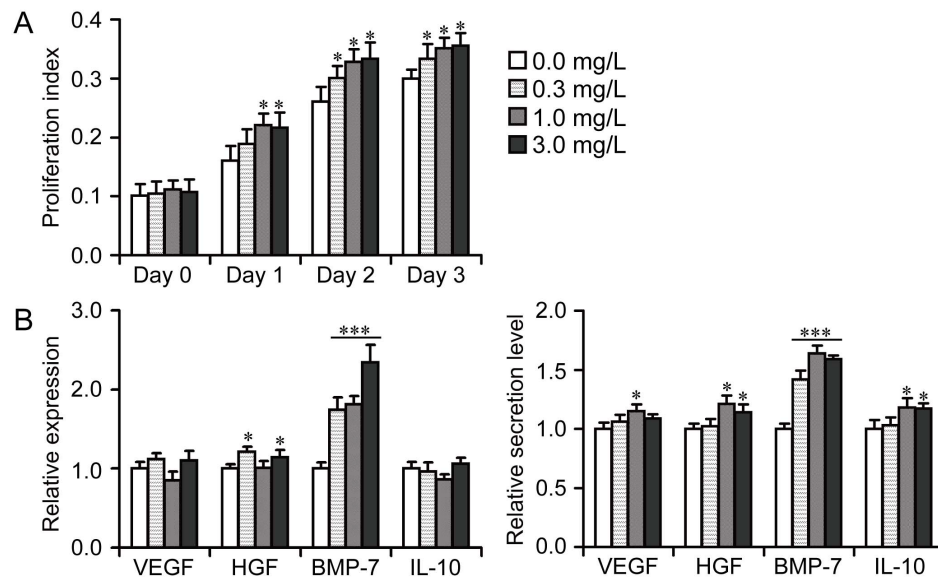 A
Proliferation index
0.4
0.3
0.2
0.1
0.0
* *
* * *
* * *
Day 0 Day 1 Day 2 Day 3
0.0 mg/L
0.3 mg/L
1.0 mg/L
3.0 mg/L
B
Relative expression
3.0
2.0
1.0
0.0
* *
***
VEGF HGF BMP-7 IL-10
Relative secretion level
2.0
1.5
1.0
0.5
0.0
*
* *
***
* *
VEGF HGF BMP-7 IL-10